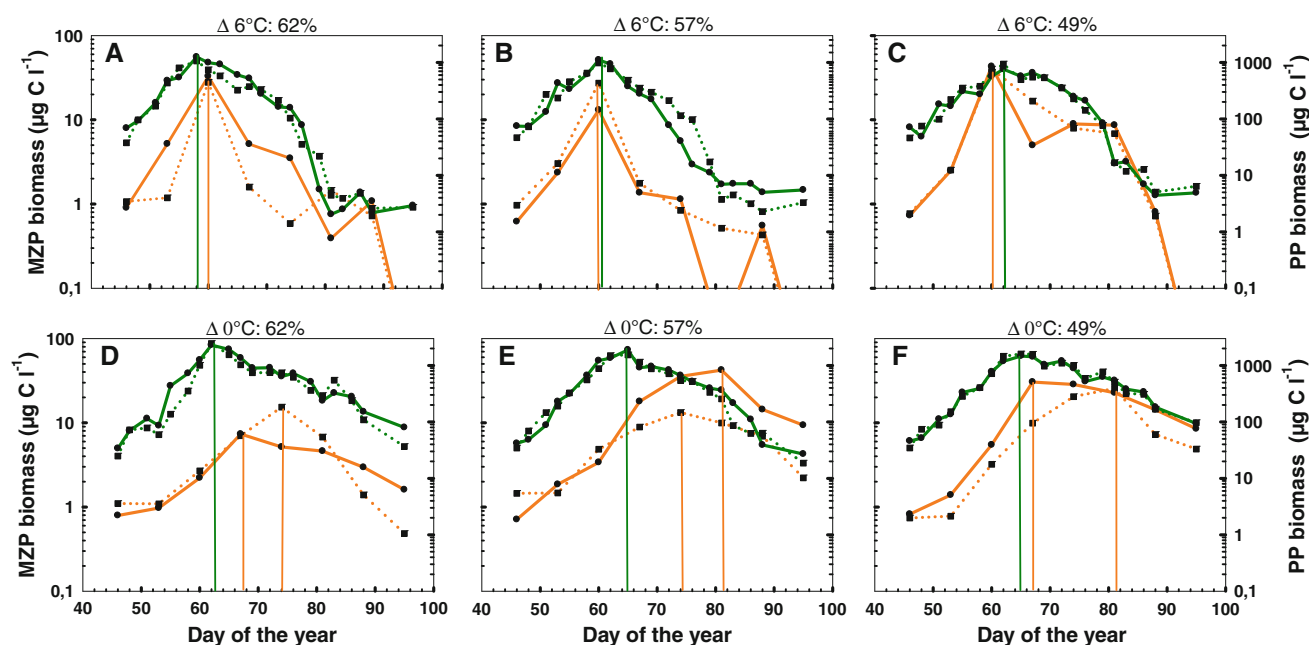 Δ 6°C: 62%
Δ 6°C: 57%
Δ 6°C: 49%
A
B
C
MZP biomass (µg C l⁻¹)
100
10
1
0,1
PP biomass (µg C l⁻¹)
1000
100
10
1
0,1
Δ 0°C: 62%
Δ 0°C: 57%
Δ 0°C: 49%
D
E
F
MZP biomass (µg C l⁻¹)
100
10
1
0,1
PP biomass (µg C l⁻¹)
1000
100
10
1
0,1
40 50 60 70 80 90 100
40 50 60 70 80 90 100
40 50 60 70 80 90 100
Day of the year
Day of the year
Day of the year